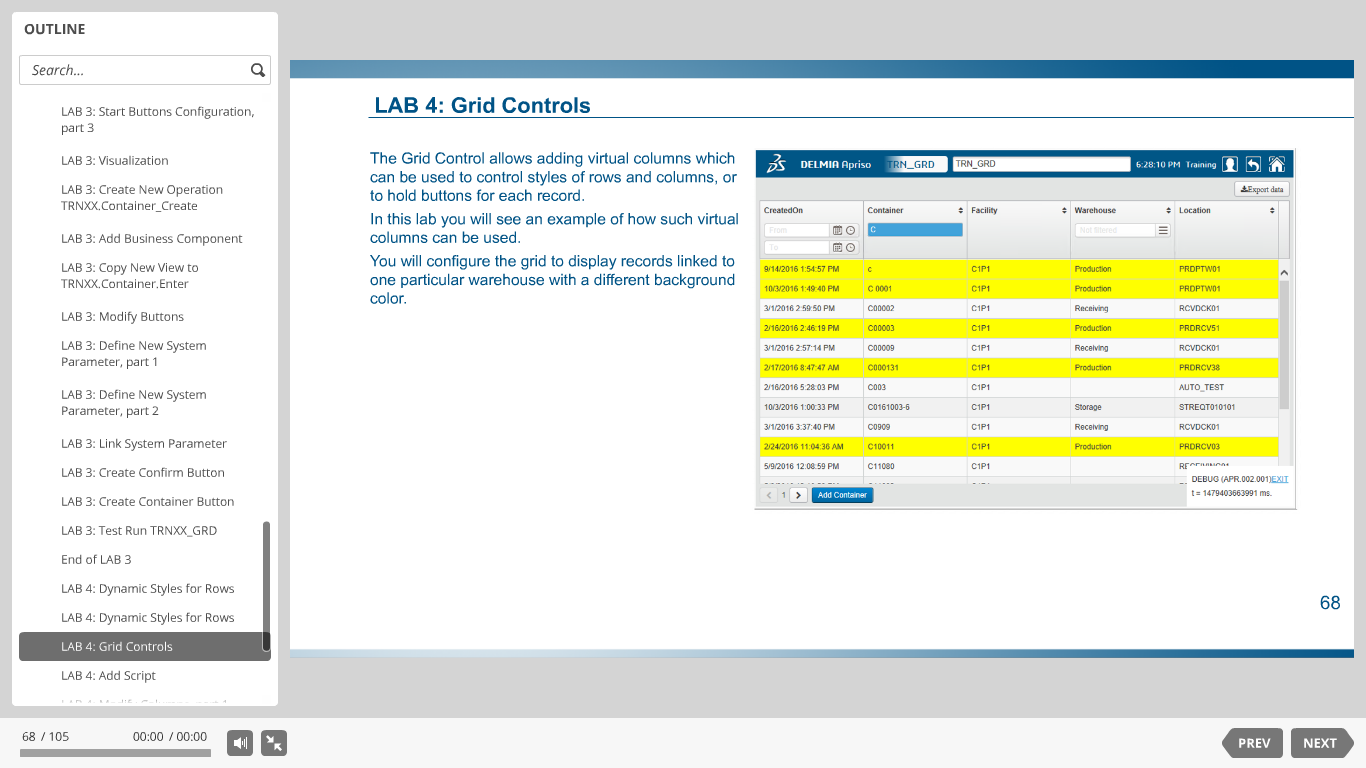 OUTLINE
Search...
LAB 3: Start Buttons Configuration,
part 3
LAB 3: Visualization
LAB 3: Create New Operation
TRNXX.Container_Create
LAB 3: Add Business Component
LAB 3: Copy New View to
TRNXX.Container.Enter
LAB 3: Modify Buttons
LAB 3: Define New System
Parameter, part 1
LAB 3: Define New System
Parameter, part 2
LAB 3: Link System Parameter
LAB 3: Create Confirm Button
LAB 3: Create Container Button
LAB 3: Test Run TRNXX_GRD
End of LAB 3
LAB 4: Dynamic Styles for Rows
LAB 4: Dynamic Styles for Rows
LAB 4: Grid Controls
LAB 4: Add Script
LAB 4: Grid Controls
The Grid Control allows adding virtual columns which
can be used to control styles of rows and columns, or
to hold buttons for each record.
In this lab you will see an example of how such virtual
columns can be used.
You will configure the grid to display records linked to
one particular warehouse with a different background
color.
DELMIA Apriso TRN_GRD TRN_GRD 6:28:10 PM Training
Export data
CreatedOn Container Facility Warehouse Location
From C Not filtered
To
9/14/2016 1:54:57 PM c C1P1 Production PRDPTW01
10/3/2016 1:49:40 PM C 0001 C1P1 Production PRDPTW01
3/1/2016 2:59:50 PM C00002 C1P1 Receiving RCVDCK01
2/16/2016 2:46:19 PM C00003 C1P1 Production PRDRCV51
3/1/2016 2:57:14 PM C00009 C1P1 Receiving RCVDCK01
2/17/2016 8:47:47 AM C000131 C1P1 Production PRDRCV38
2/16/2016 5:28:03 PM C003 C1P1 AUTO_TEST
10/3/2016 1:00:33 PM C0161003-6 C1P1 Storage STREQT010101
3/1/2016 3:37:40 PM C0909 C1P1 Receiving RCVDCK01
2/24/2016 11:04:36 AM C10011 C1P1 Production PRDRCV03
5/9/2016 12:08:59 PM C11080 C1P1
DEBUG (APR.002.001)EXIT
t = 1479403663991 ms.
1 Add Container
68
68 / 105 00:00 / 00:00
PREV NEXT